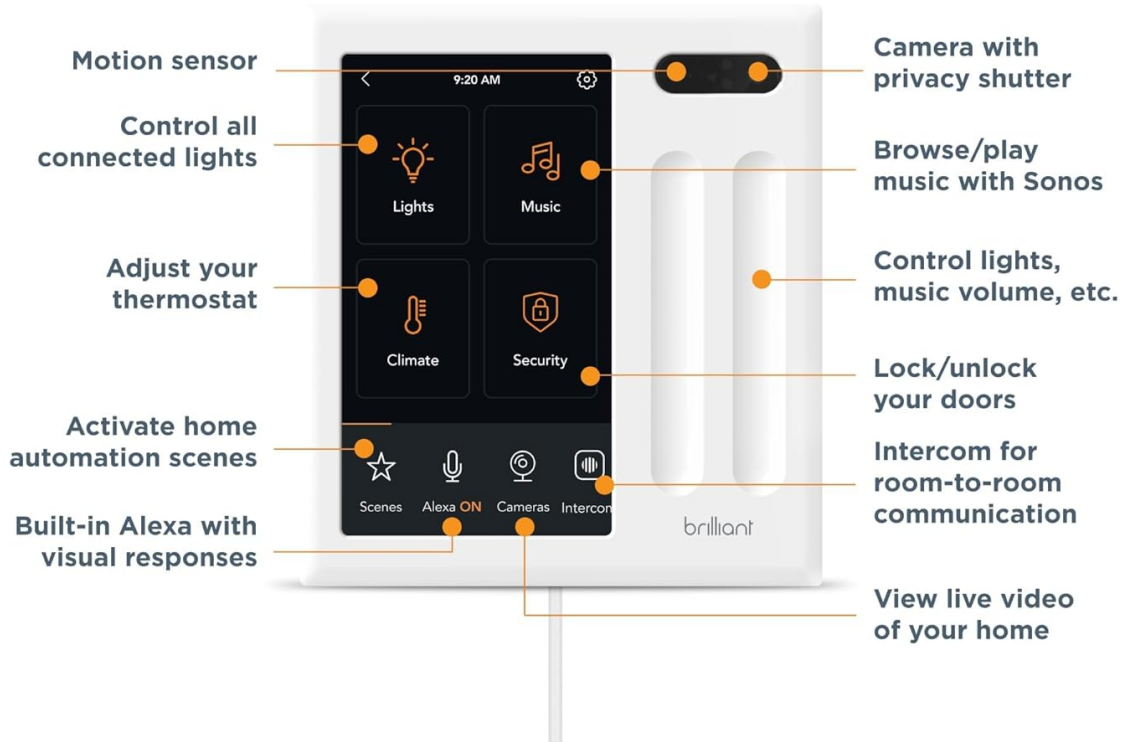 Motion sensor
Control all
connected lights
Adjust your
thermostat
Activate home
automation scenes
Built-in Alexa with
visual responses
9:20 AM
Lights
Music
Climate
Security
Scenes
Alexa ON
Cameras
Intercon
brilliant
Camera with
privacy shutter
Browse/play
music with Sonos
Control lights,
music volume, etc.
Lock/unlock
your doors
Intercom for
room-to-room
communication
View live video
of your home